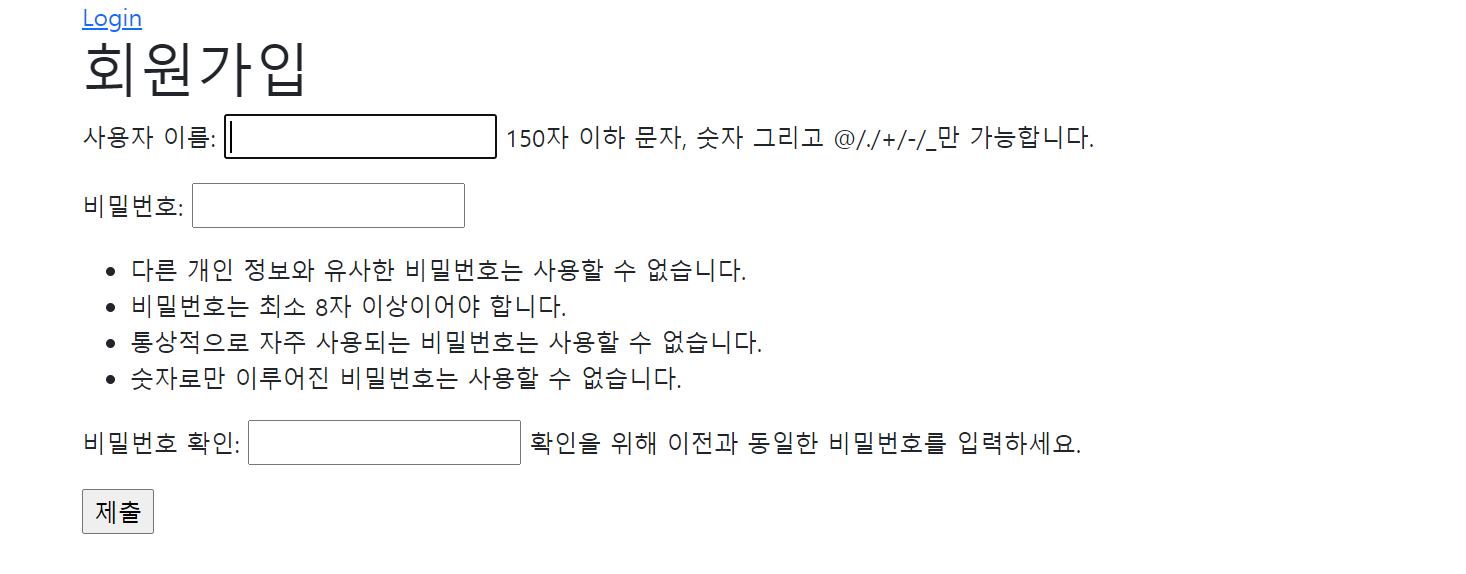 Login
회원가입
사용자 이름: 150자 이하 문자, 숫자 그리고 @/./+/-/_만 가능합니다.
비밀번호:
다른 개인 정보와 유사한 비밀번호는 사용할 수 없습니다.
비밀번호는 최소 8자 이상이어야 합니다.
통상적으로 자주 사용되는 비밀번호는 사용할 수 없습니다.
숫자로만 이루어진 비밀번호는 사용할 수 없습니다.
비밀번호 확인: 확인을 위해 이전과 동일한 비밀번호를 입력하세요.
제출